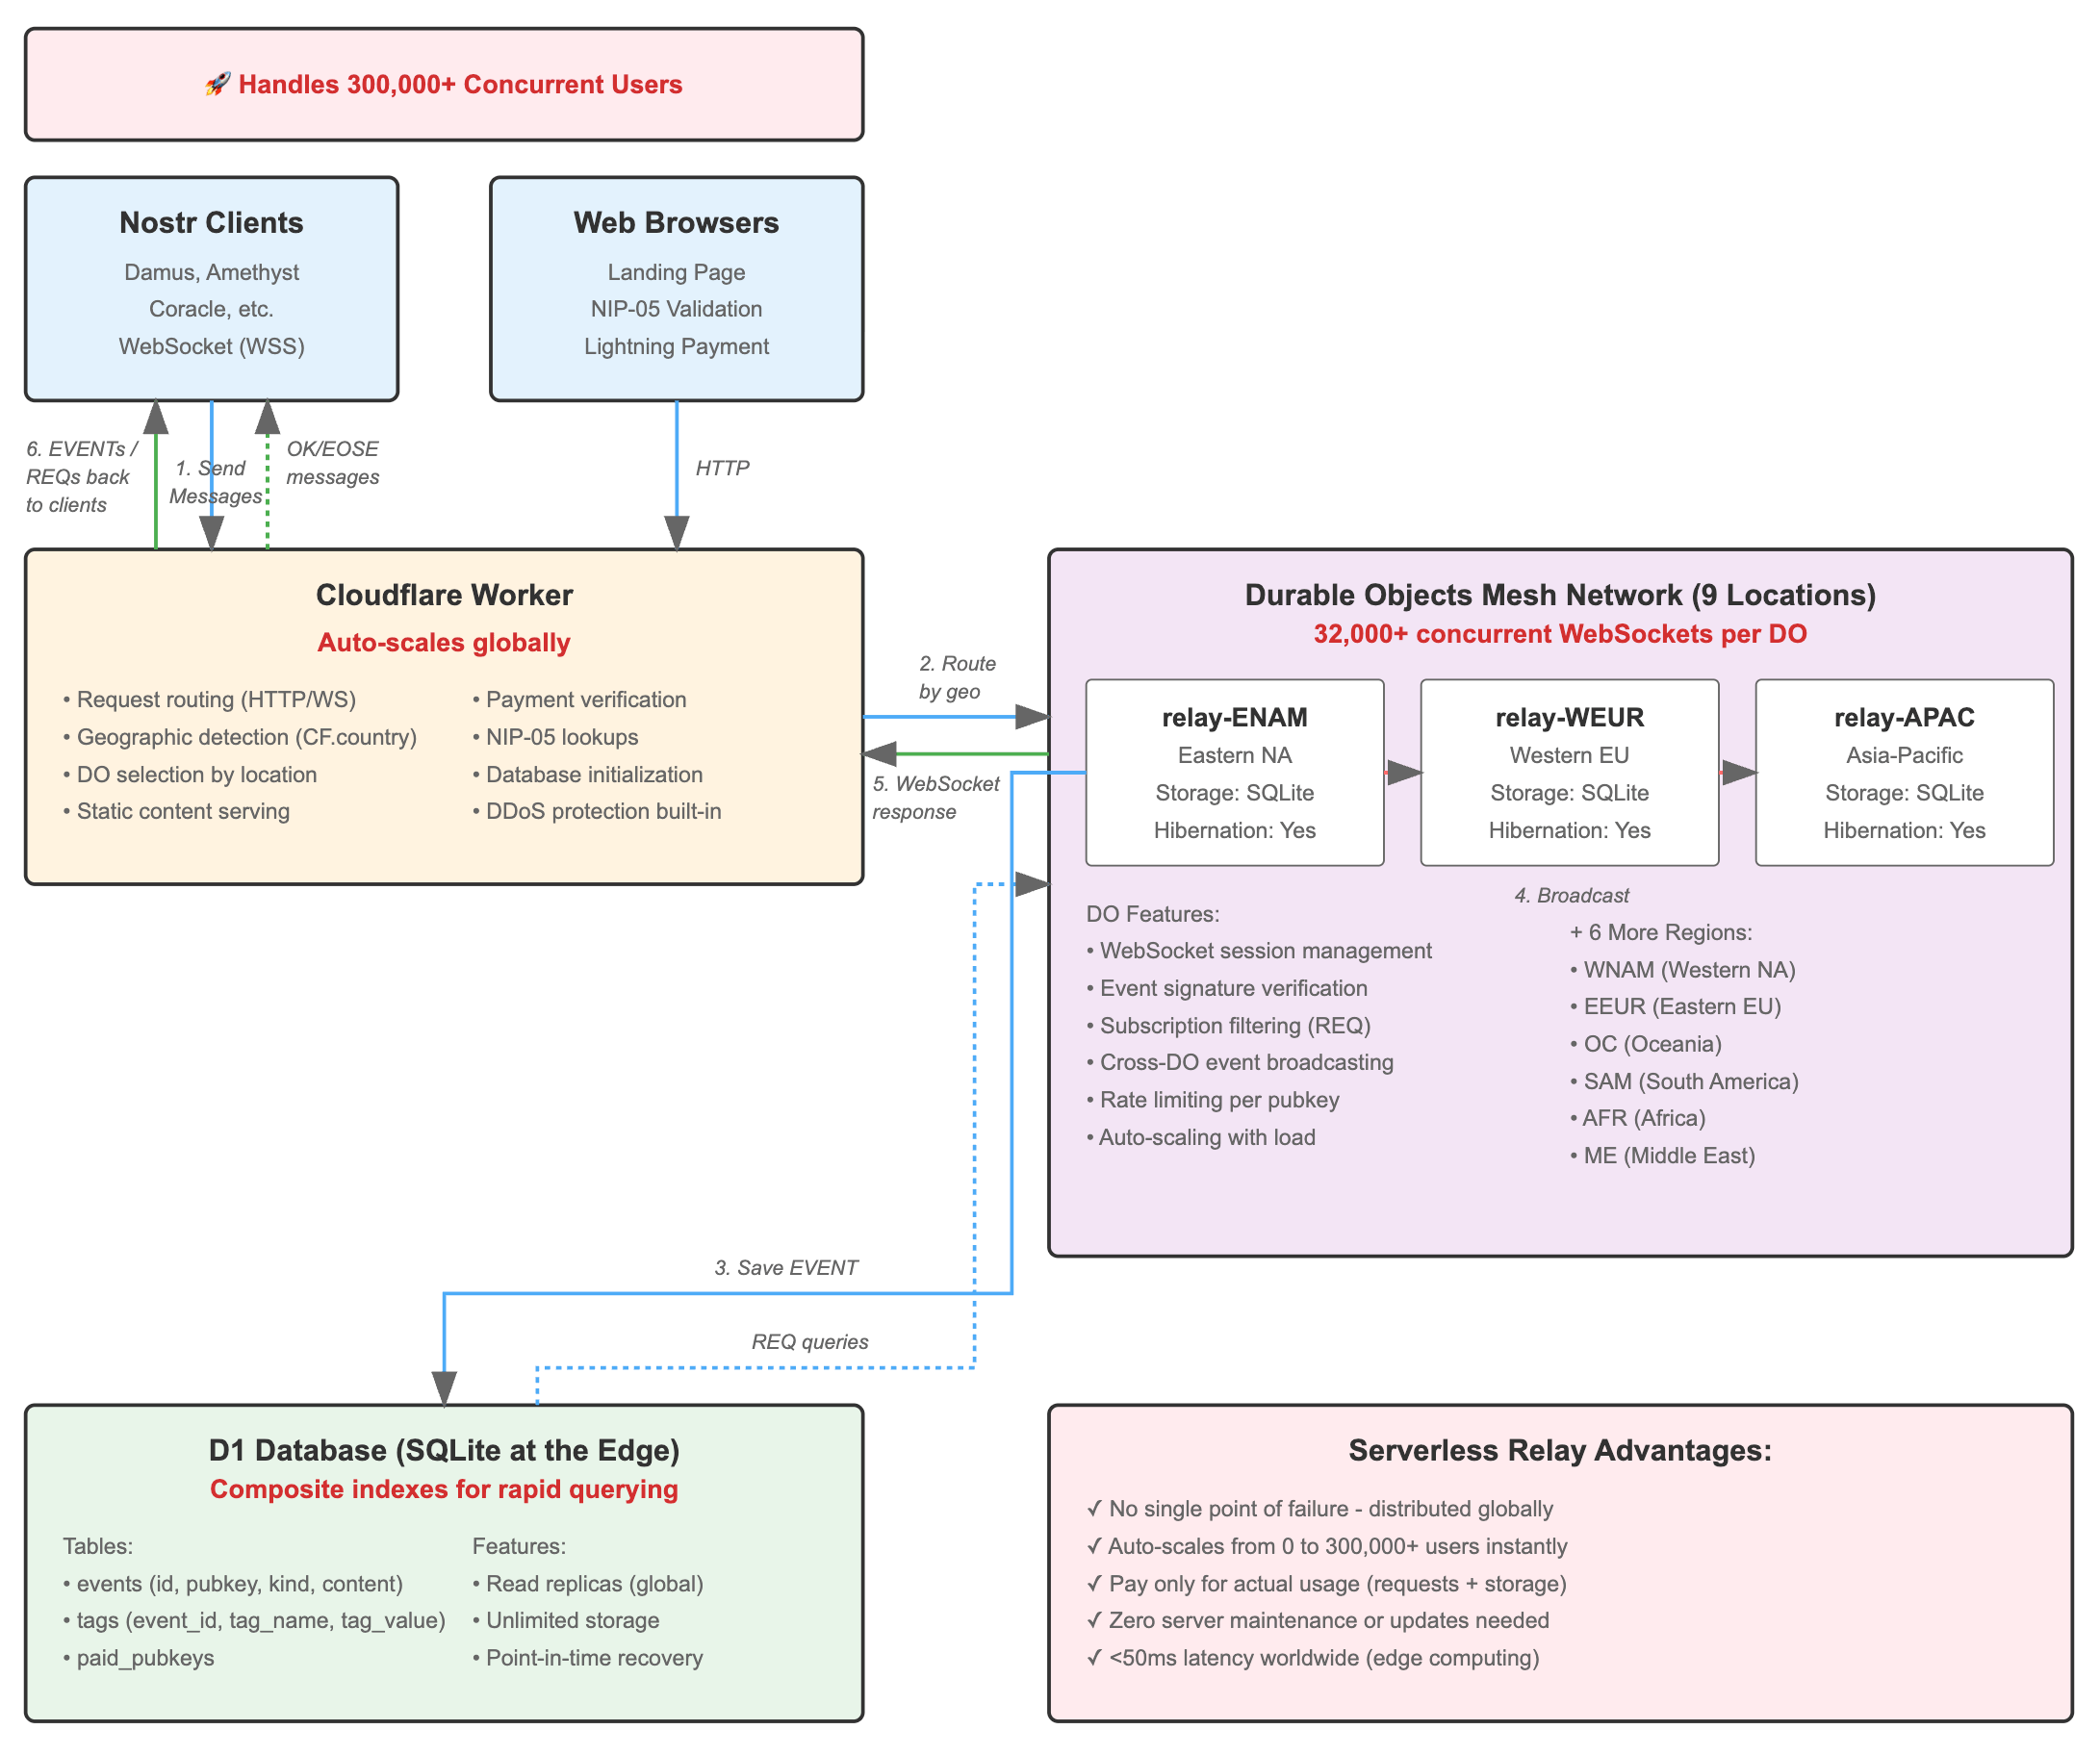 🚀 Handles 300,000+ Concurrent Users
Nostr Clients
Damus, Amethyst
Coracle, etc.
WebSocket (WSS)
Web Browsers
Landing Page
NIP-05 Validation
Lightning Payment
6. EVENTs /
REQs back
to clients
1. Send
Messages
OK/EOSE
messages
HTTP
Cloudflare Worker
Auto-scales globally
• Request routing (HTTP/WS)
• Geographic detection (CF.country)
• DO selection by location
• Static content serving
• Payment verification
• NIP-05 lookups
• Database initialization
• DDoS protection built-in
2. Route
by geo
5. WebSocket
response
Durable Objects Mesh Network (9 Locations)
32,000+ concurrent WebSockets per DO
relay-ENAM
Eastern NA
Storage: SQLite
Hibernation: Yes
relay-WEUR
Western EU
Storage: SQLite
Hibernation: Yes
relay-APAC
Asia-Pacific
Storage: SQLite
Hibernation: Yes
4. Broadcast
DO Features:
• WebSocket session management
• Event signature verification
• Subscription filtering (REQ)
• Cross-DO event broadcasting
• Rate limiting per pubkey
• Auto-scaling with load
+ 6 More Regions:
• WNAM (Western NA)
• EEUR (Eastern EU)
• OC (Oceania)
• SAM (South America)
• AFR (Africa)
• ME (Middle East)
3. Save EVENT
REQ queries
D1 Database (SQLite at the Edge)
Composite indexes for rapid querying
Tables:
• events (id, pubkey, kind, content)
• tags (event_id, tag_name, tag_value)
• paid_pubkeys
Features:
• Read replicas (global)
• Unlimited storage
• Point-in-time recovery
Serverless Relay Advantages:
✓ No single point of failure - distributed globally
✓ Auto-scales from 0 to 300,000+ users instantly
✓ Pay only for actual usage (requests + storage)
✓ Zero server maintenance or updates needed
✓ <50ms latency worldwide (edge computing)